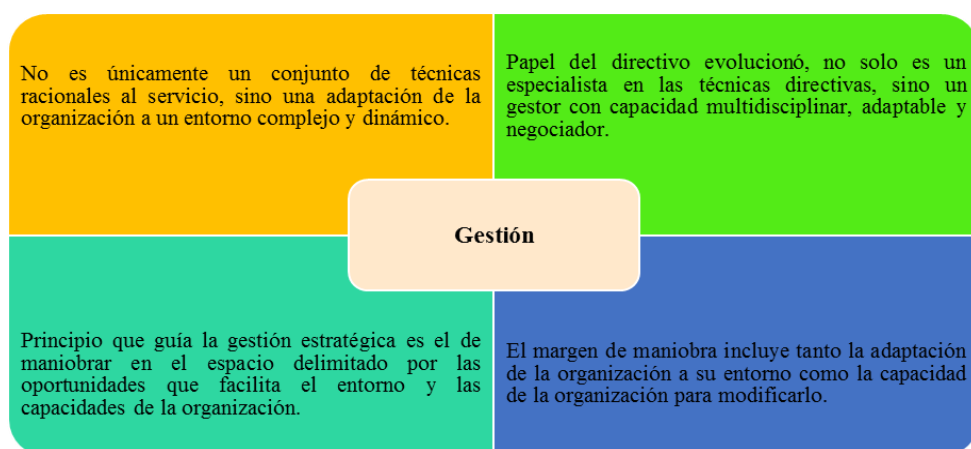 No es únicamente un conjunto de técnicas
racionales al servicio, sino una adaptación de la
organización a un entorno complejo y dinámico.
Papel del directivo evolucionó, no solo es un
especialista en las técnicas directivas, sino un
gestor con capacidad multidisciplinar, adaptable y
negociador.
Gestión
Principio que guía la gestión estratégica es el de
maniobrar en el espacio delimitado por las
oportunidades que facilita el entorno y las
capacidades de la organización.
El margen de maniobra incluye tanto la adaptación
de la organización a su entorno como la capacidad
de la organización para modificarlo.